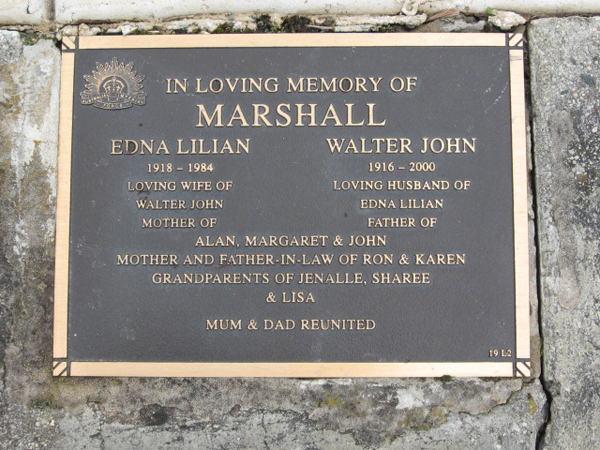 IN LOVING MEMORY OF
MARSHALL
EDNA LILIAN
1918 – 1984
LOVING WIFE OF
WALTER JOHN
MOTHER OF
WALTER JOHN
1916 – 2000
LOVING HUSBAND OF
EDNA LILIAN
FATHER OF
ALAN, MARGARET & JOHN
MOTHER AND FATHER-IN-LAW OF RON & KAREN
GRANDPARENTS OF JENALLE, SHAREE
& LISA
MUM & DAD REUNITED
19 L2